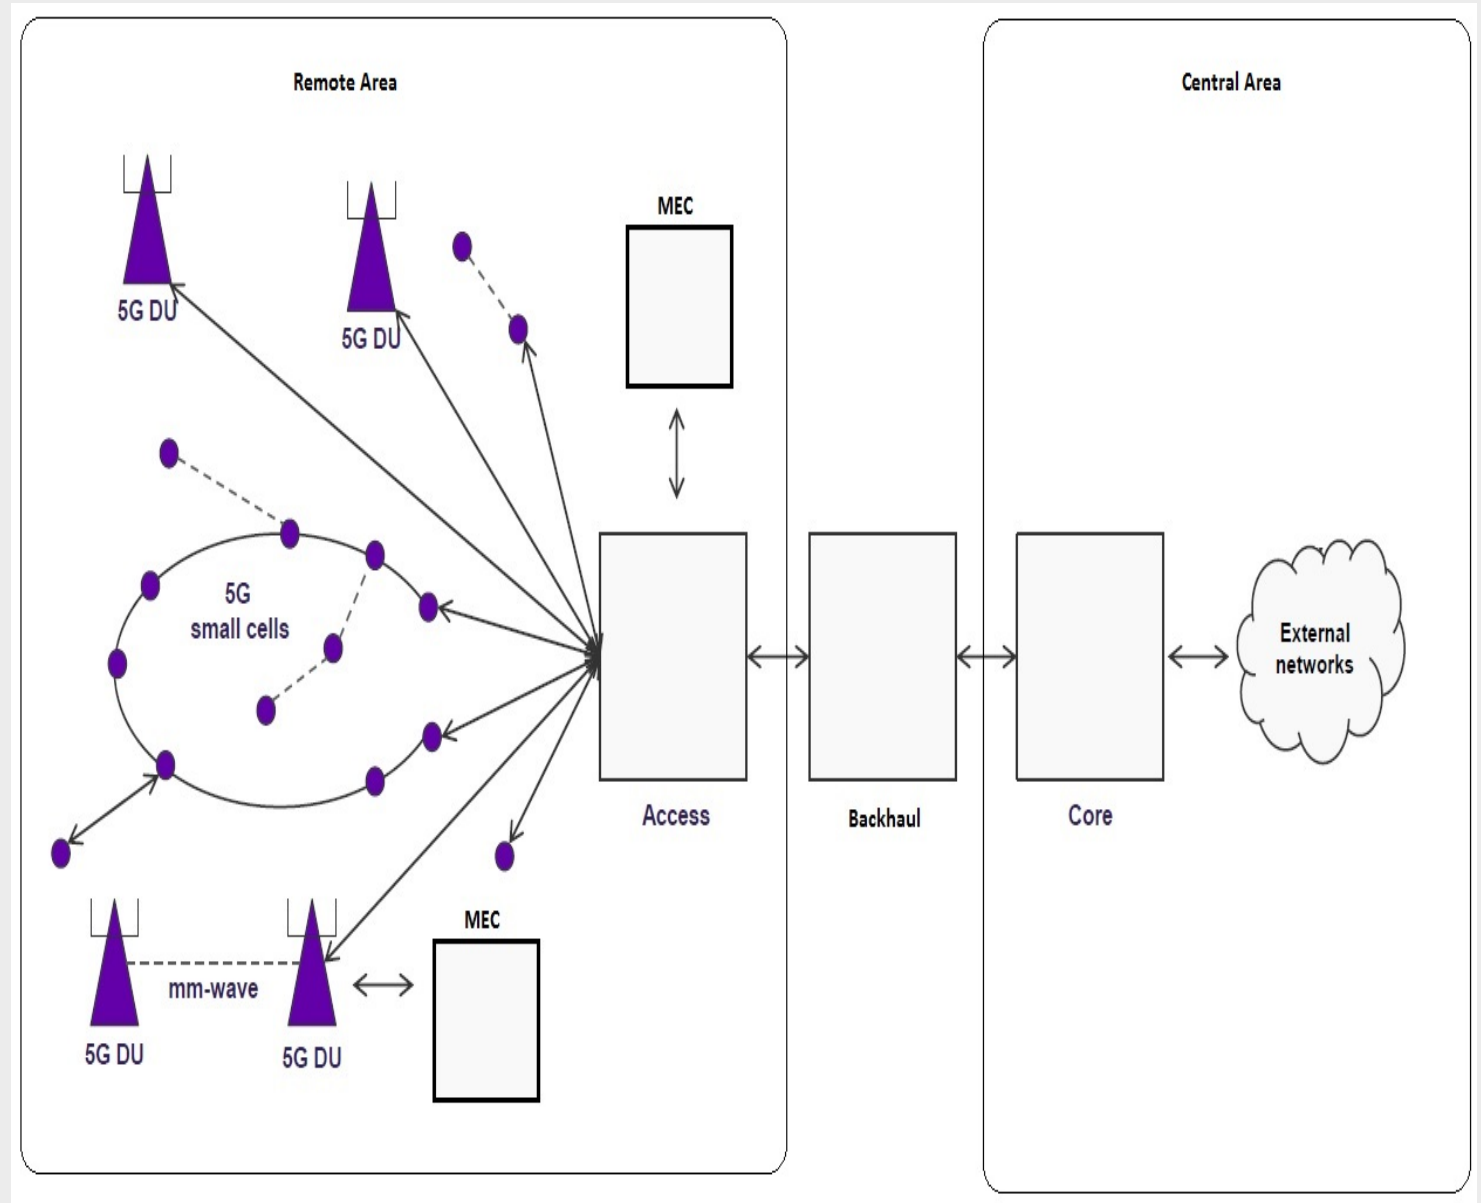 Remote Area
Central Area
MEC
5G DU
5G DU
5G
small cells
External
networks
Access
Backhaul
Core
MEC
mm-wave
5G DU
5G DU